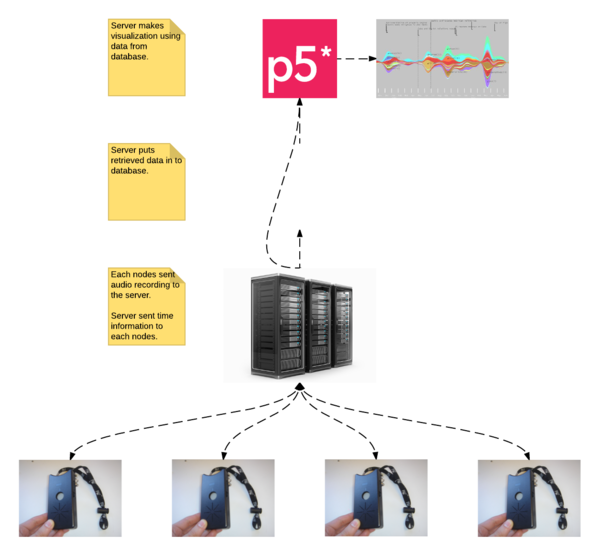 Server makes
visualization using
data from
database.
p5*
Server puts
retrieved data in to
database.
Each nodes sent
audio recording to
the server.
Server sent time
information to
each nodes.